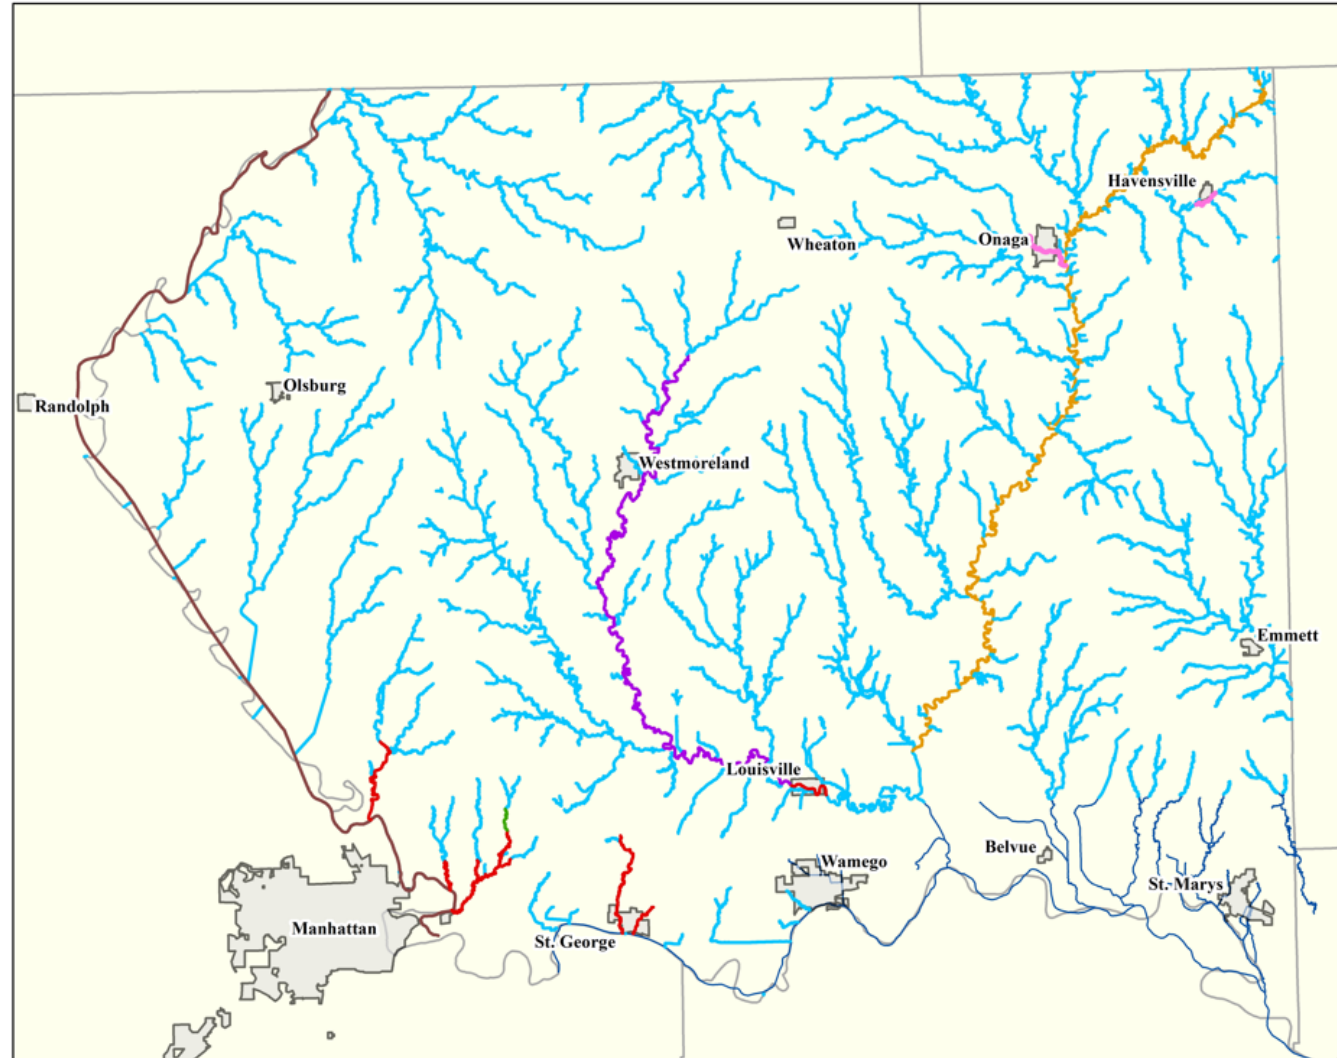 Havensville
Onaga
Wheaton
Olsburg
Randolph
Westmoreland
Emmett
Louisville
Belvue
Wamego
St. Marys
Manhattan
St. George